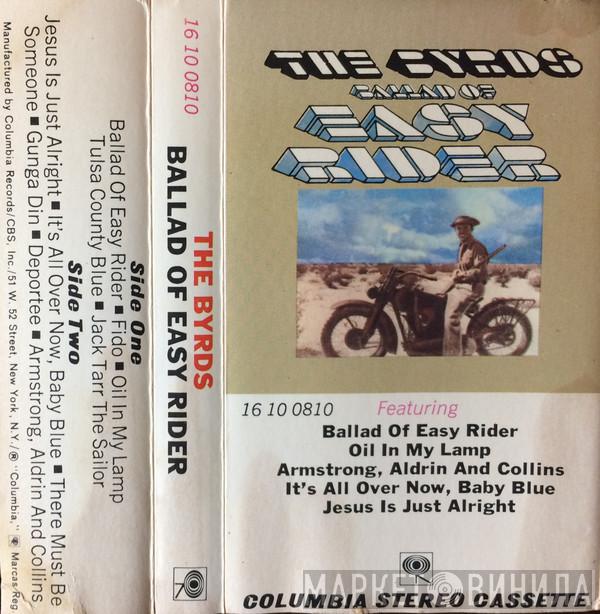 THE BYRDS
BALLAD OF
EASY
RIDER
16 10 0810 Featuring
Ballad Of Easy Rider
Oil In My Lamp
Armstrong, Aldrin And Collins
It's All Over Now, Baby Blue
Jesus Is Just Alright
COLUMBIA STEREO CASSETTE
МАРКЕТ ВИНИЛА
16 10 0810
THE BYRDS
BALLAD OF EASY RIDER
Side One
Ballad Of Easy Rider ■ Fido ■ Oil In My Lamp
Tulsa County Blue ■ Jack Tarr The Sailor
Side Two
Jesus Is Just Alright ■ It's All Over Now, Baby Blue ■ There Must Be
Someone ■ Gunga Din ■ Deportee ■ Armstrong, Aldrin And Collins
Manufactured by Columbia Records/CBS, Inc./51 W. 52 Street, New York, N.Y./℗ "Columbia," Marcas Reg